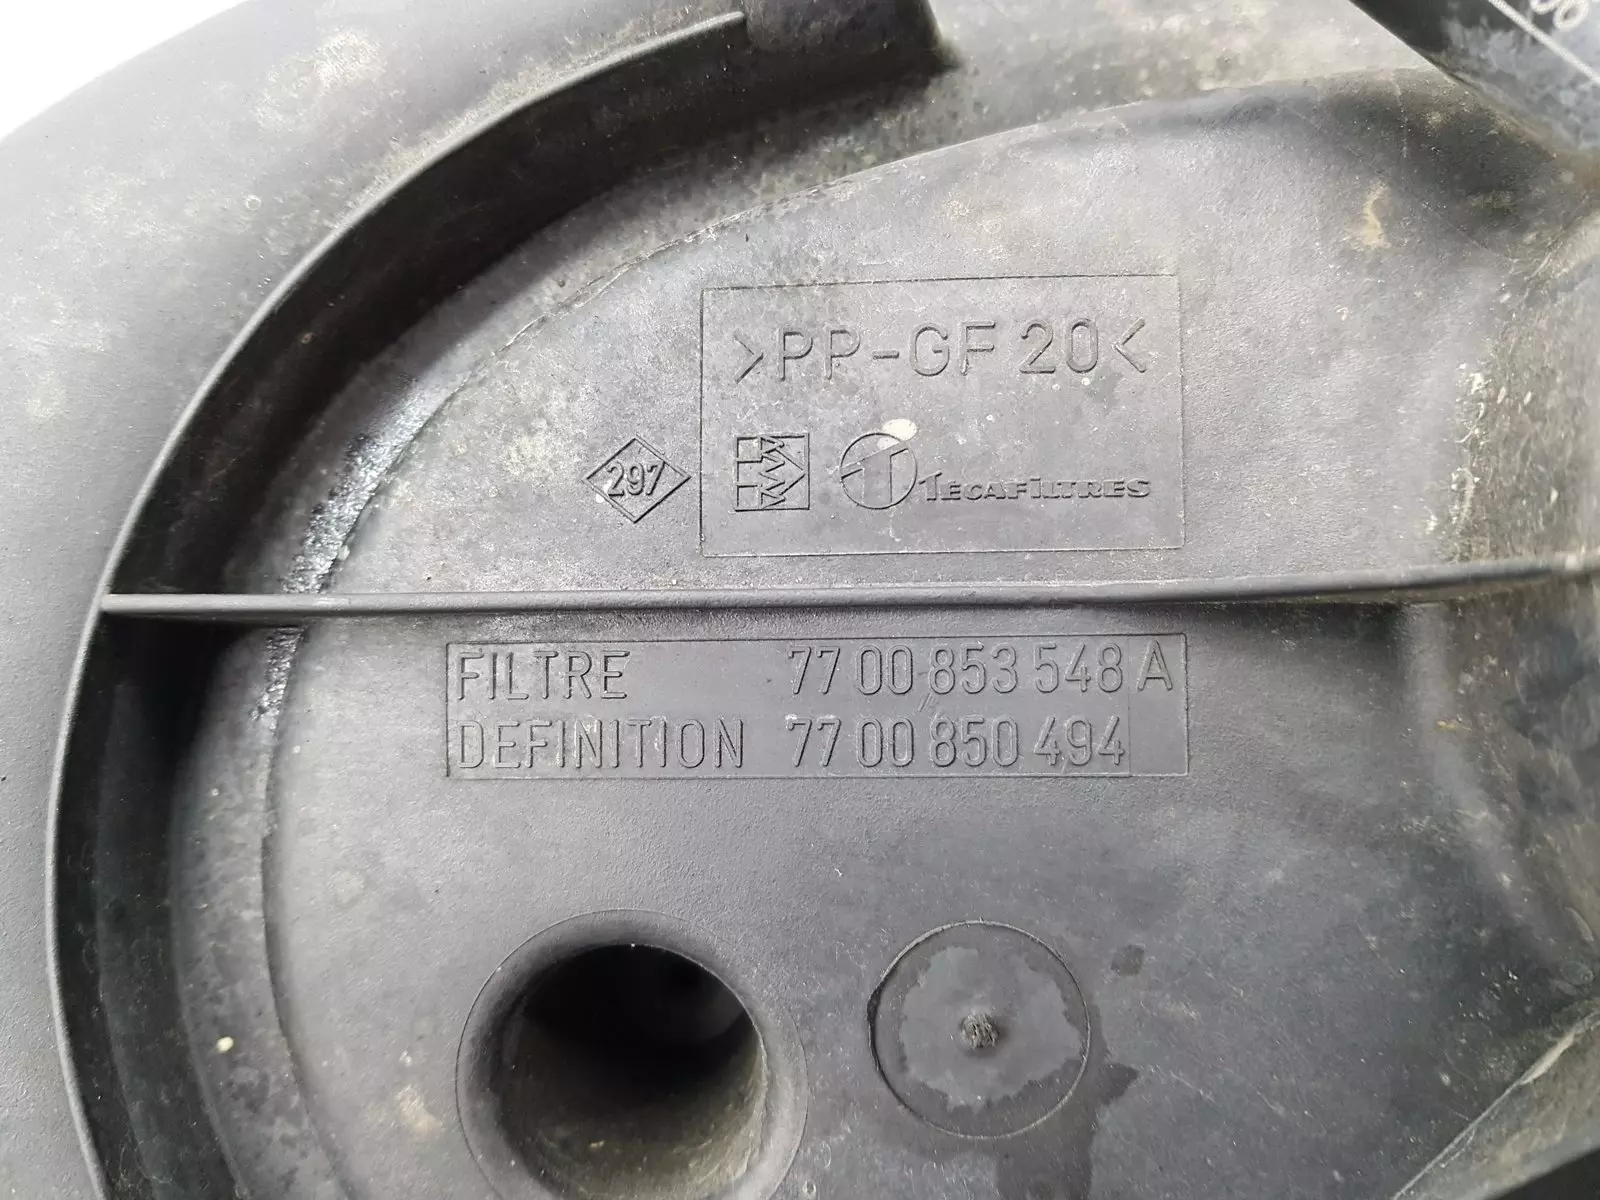 >PP-GF 20<
297
TECAFILTRES
FILTRE 77 00 853 548 A
DEFINITION 77 00 850 494